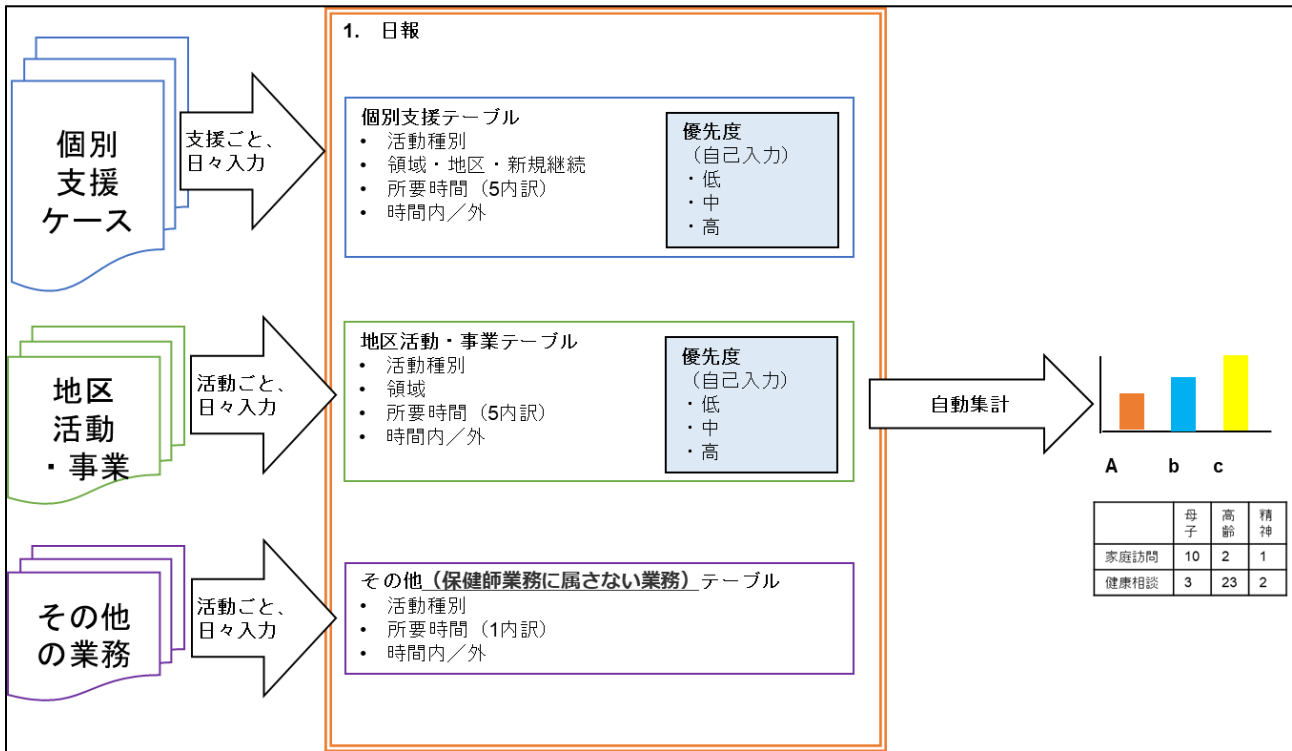 1. 日報
個別
支援
ケース
支援ごと、
日々入力
個別支援テーブル
• 活動種別
• 領域・地区・新規継続
• 所要時間（5内訳）
• 時間内／外
優先度
（自己入力）
・低
・中
・高
地区
活動
・事業
活動ごと、
日々入力
地区活動・事業テーブル
• 活動種別
• 領域
• 所要時間（5内訳）
• 時間内／外
優先度
（自己入力）
・低
・中
・高
その他
の業務
活動ごと、
日々入力
その他（保健師業務に属さない業務）テーブル
• 活動種別
• 所要時間（1内訳）
• 時間内／外
自動集計
A b c
母子 高齢 精神
家庭訪問 10 2 1
健康相談 3 23 2